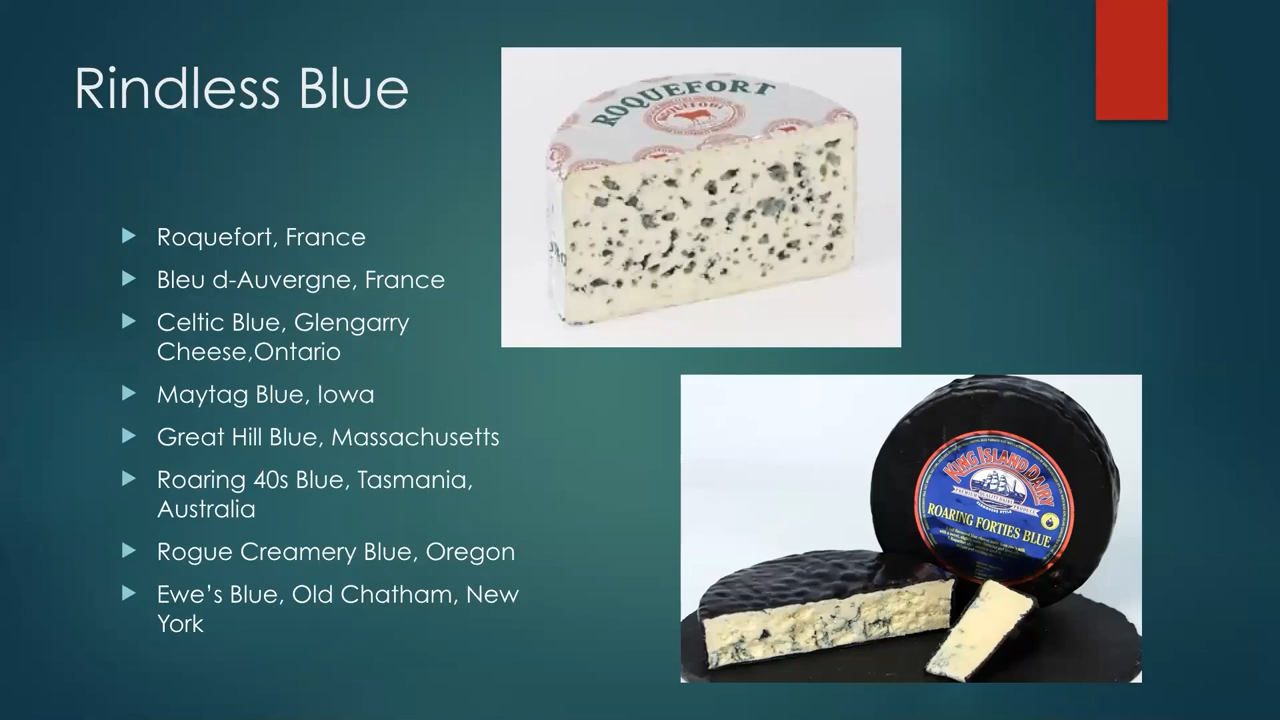 Rindless Blue
Roquefort, France
Bleu d-Auvergne, France
Celtic Blue, Glengarry
Cheese,Ontario
Maytag Blue, Iowa
Great Hill Blue, Massachusetts
Roaring 40s Blue, Tasmania,
Australia
Rogue Creamery Blue, Oregon
Ewe’s Blue, Old Chatham, New
York
ROQUEFORT
ROQUEFORT
KING ISLAND DAIRY
ROARING FORTIES BLUE